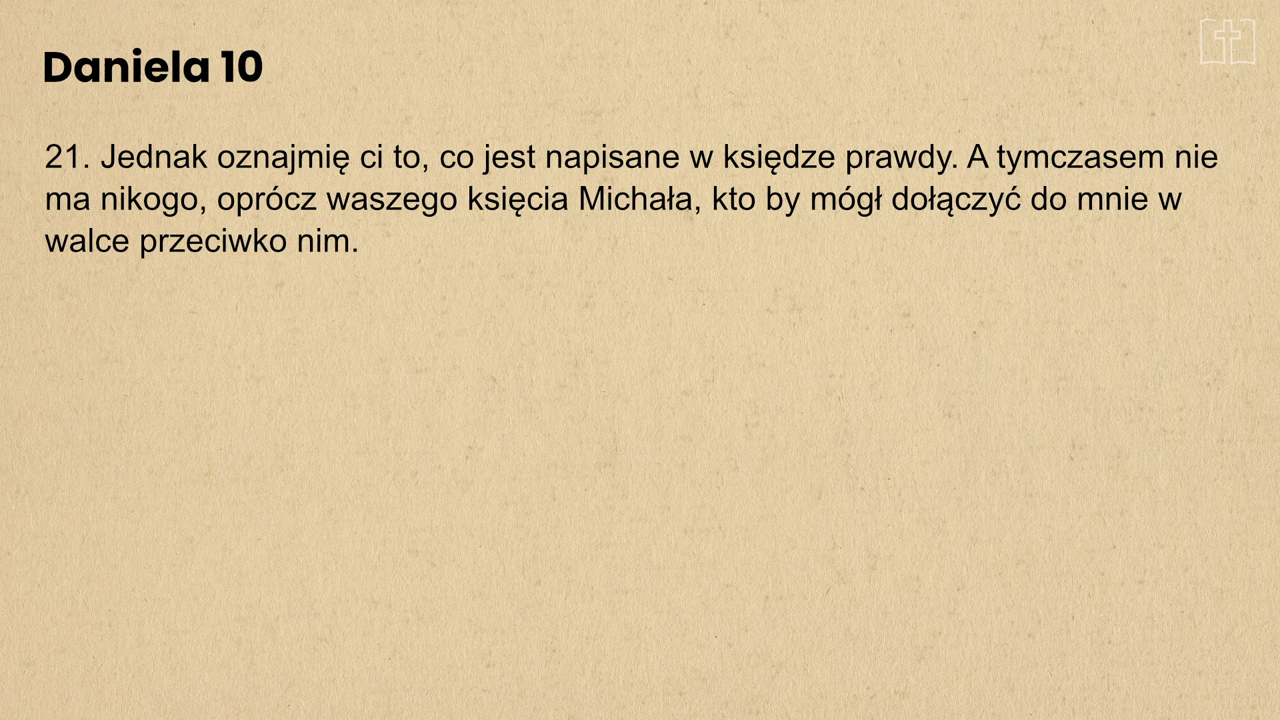 Daniela 10
21. Jednak oznajmię ci to, co jest napisane w księdze prawdy. A tymczasem nie
ma nikogo, oprócz waszego księcia Michała, kto by mógł dołączyć do mnie w
walce przeciwko nim.